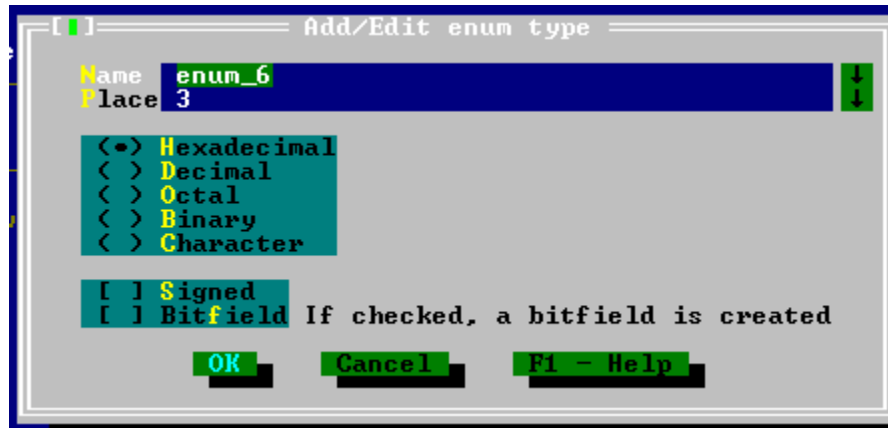 [■] Add/Edit enum type
Name enum_6 ↓
Place 3 ↓
(•) Hexadecimal
( ) Decimal
( ) Octal
( ) Binary
( ) Character
[ ] Signed
[ ] Bitfield If checked, a bitfield is created
OK Cancel F1 - Help